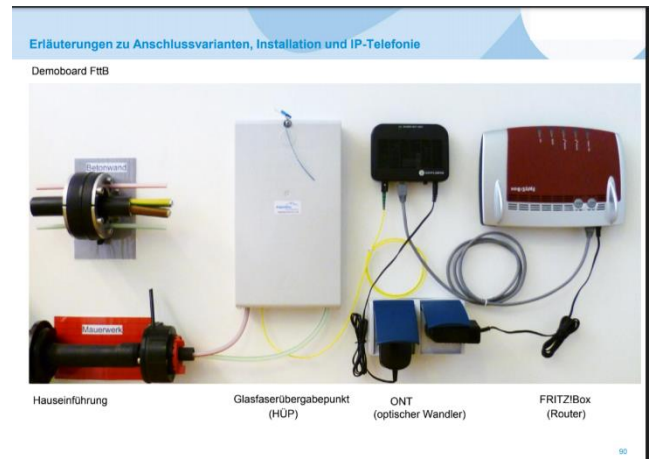 Erläuterungen zu Anschlussvarianten, Installation und IP-Telefonie
Demoboard FttB
Betonwand
Mauerwerk
Hauseinführung
Glasfaserübergabepunkt
(HÜP)
ONT
(optischer Wandler)
FRITZ!Box
(Router)
90